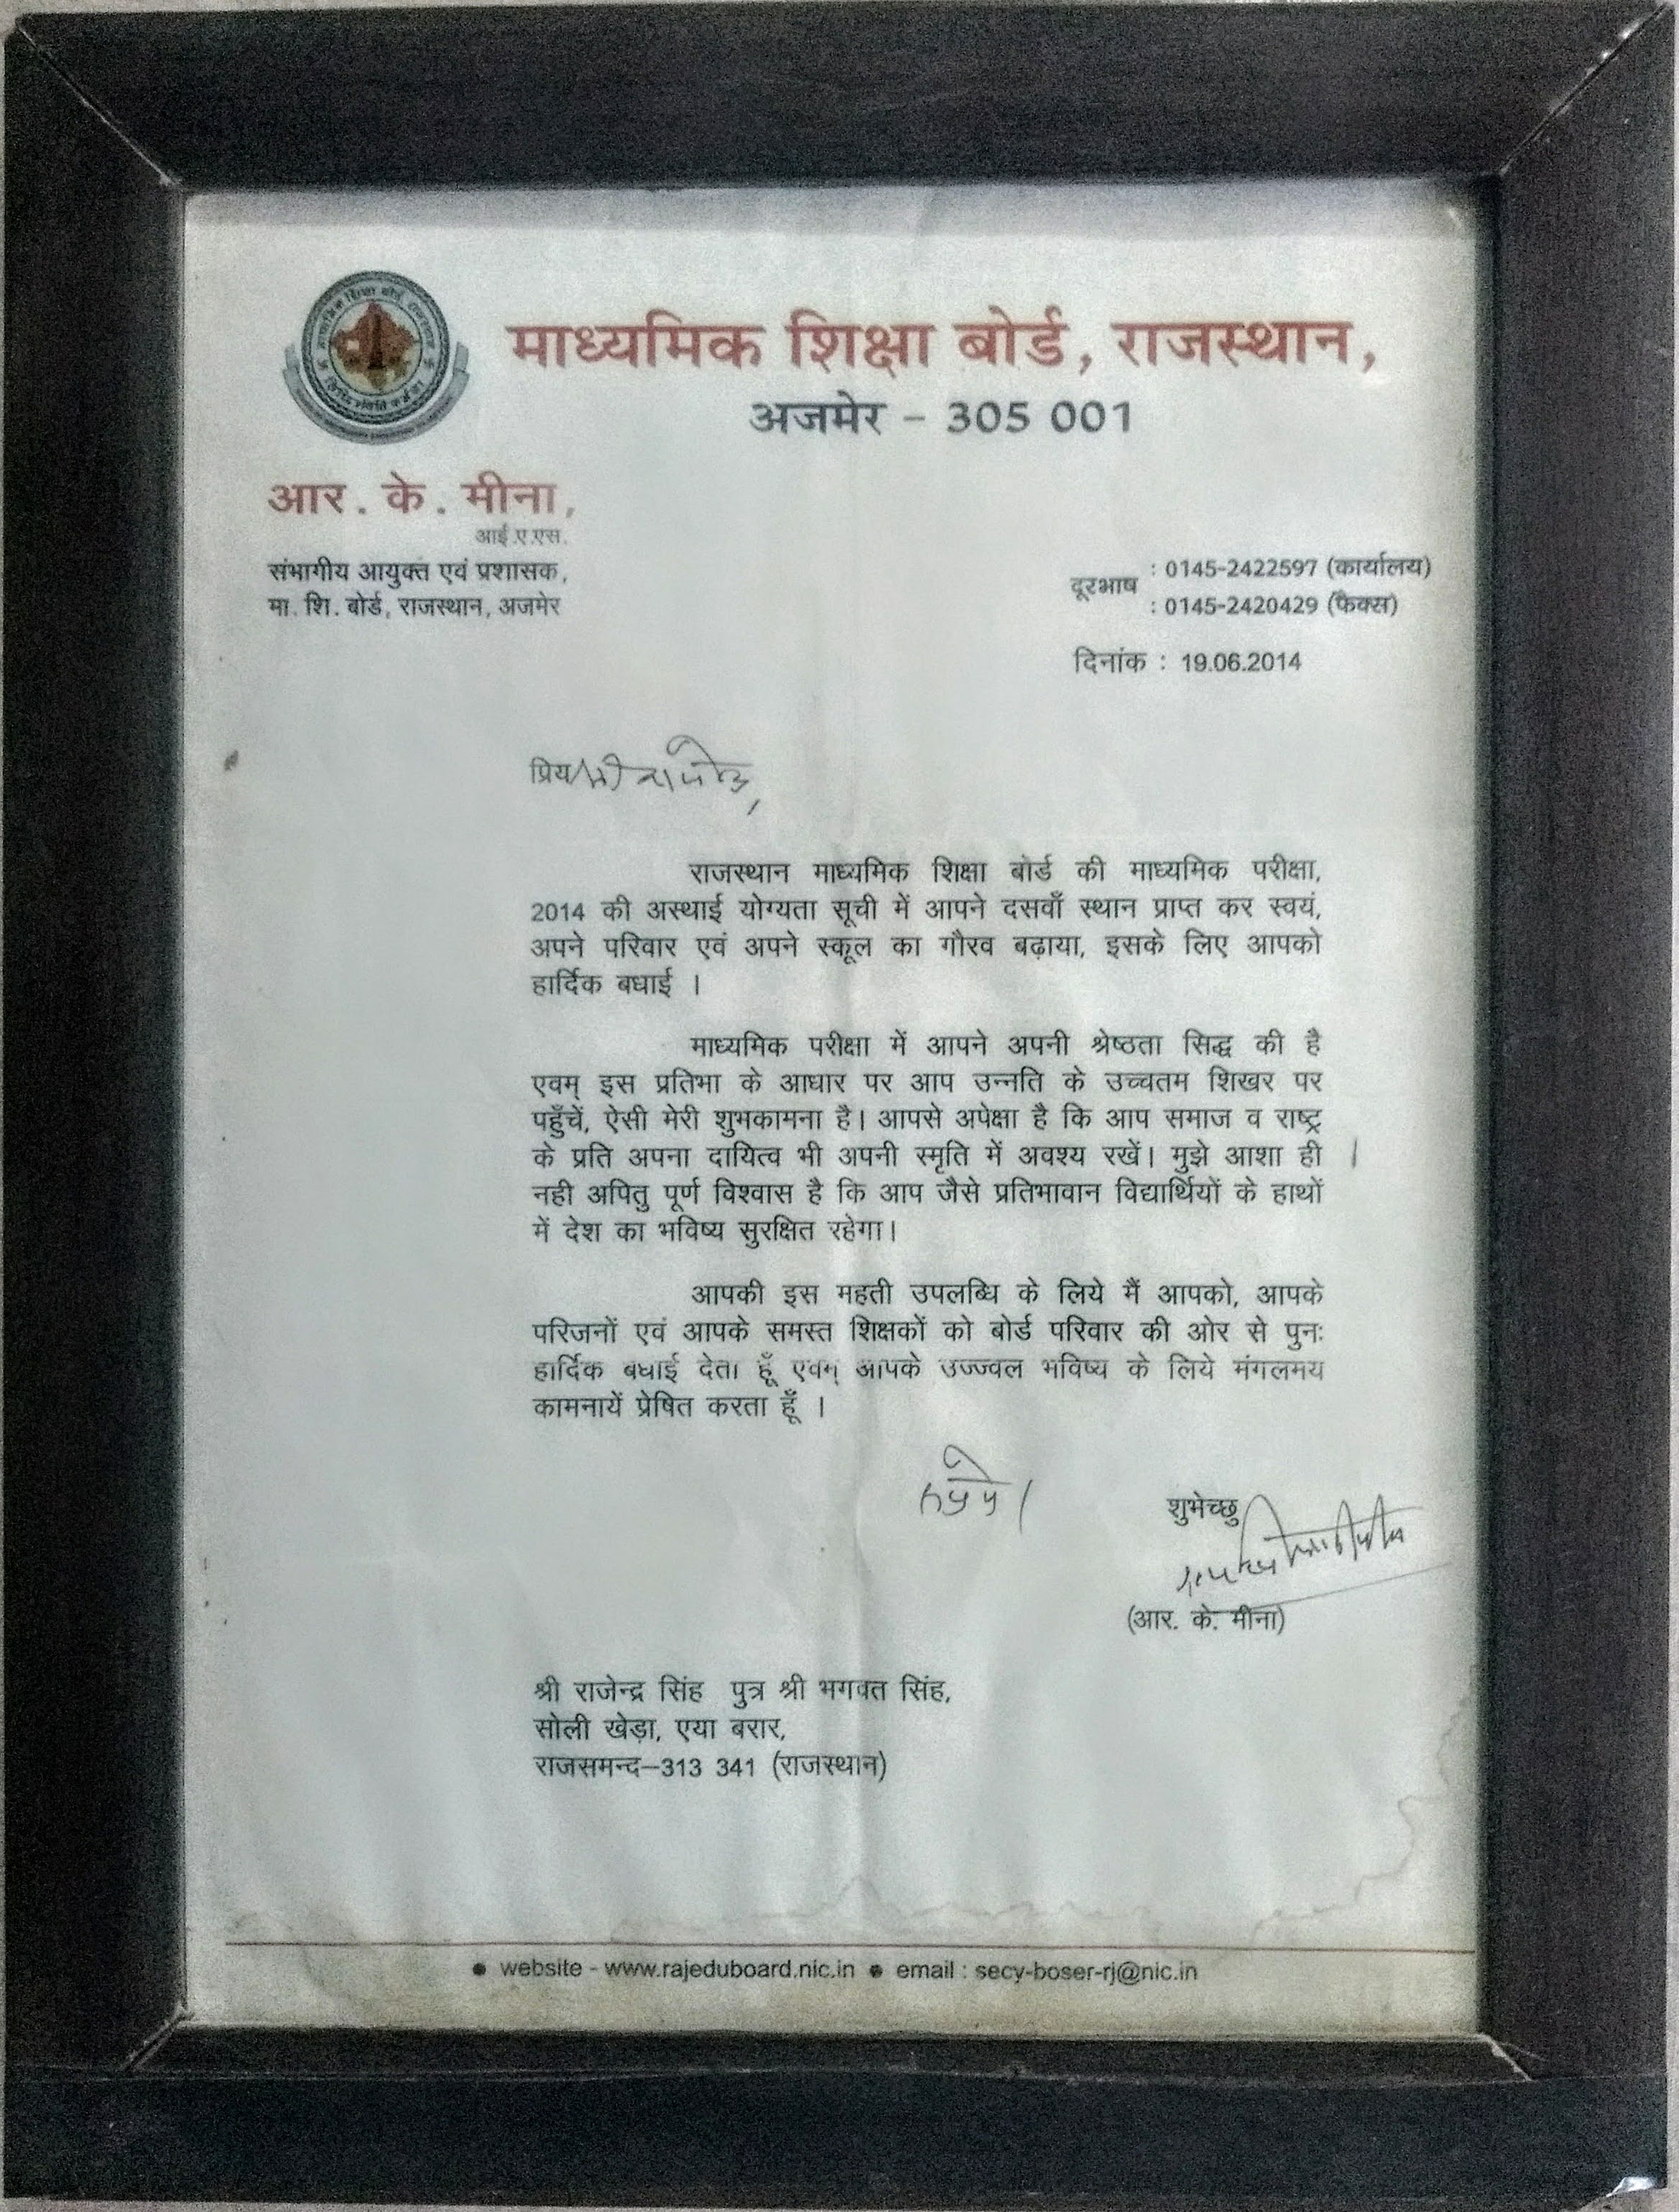 माध्यमिक शिक्षा बोर्ड, राजस्थान,
अजमेर – 305 001
आर. के. मीना,
आई.ए.एस.
संभागीय आयुक्त एवं प्रशासक,
मा. शि. बोर्ड, राजस्थान, अजमेर
दूरभाष : 0145-2422597 (कार्यालय)
: 0145-2420429 (फैक्स)
दिनांक : 19.06.2014
प्रिय
राजस्थान माध्यमिक शिक्षा बोर्ड की माध्यमिक परीक्षा,
2014 की अस्थाई योग्यता सूची में आपने दसवाँ स्थान प्राप्त कर स्वयं,
अपने परिवार एवं अपने स्कूल का गौरव बढ़ाया, इसके लिए आपको
हार्दिक बधाई ।
माध्यमिक परीक्षा में आपने अपनी श्रेष्ठता सिद्ध की है
एवम् इस प्रतिभा के आधार पर आप उन्नति के उच्चतम शिखर पर
पहुँचें, ऐसी मेरी शुभकामना है। आपसे अपेक्षा है कि आप समाज व राष्ट्र
के प्रति अपना दायित्व भी अपनी स्मृति में अवश्य रखें। मुझे आशा ही
नही अपितु पूर्ण विश्वास है कि आप जैसे प्रतिभावान विद्यार्थियों के हाथों
में देश का भविष्य सुरक्षित रहेगा।
आपकी इस महती उपलब्धि के लिये मैं आपको, आपके
परिजनों एवं आपके समस्त शिक्षकों को बोर्ड परिवार की ओर से पुनः
हार्दिक बधाई देता हूँ एवम् आपके उज्ज्वल भविष्य के लिये मंगलमय
कामनायें प्रेषित करता हूँ ।
शुभेच्छु
(आर. के. मीना)
श्री राजेन्द्र सिंह पुत्र श्री भगवत सिंह,
सोली खेड़ा, एया बरार,
राजसमन्द–313 341 (राजस्थान)
● website - www.rajeduboard.nic.in ● email : secy-boser-rj@nic.in